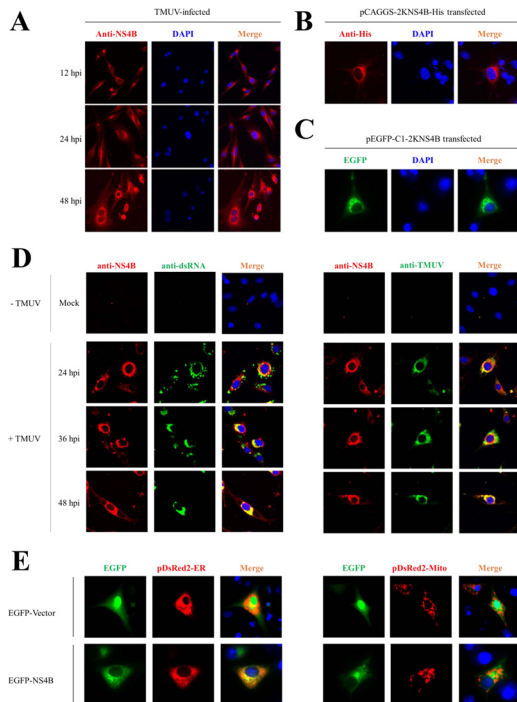 A
TMUV-infected
Anti-NS4B DAPI Merge
12 hpi
24 hpi
48 hpi
B
pCAGGS-2KNS4B-His transfected
Anti-His DAPI Merge
C
pEGFP-C1-2KNS4B transfected
EGFP DAPI Merge
D
anti-NS4B anti-dsRNA Merge anti-NS4B anti-TMUV Merge
- TMUV Mock
24 hpi
+ TMUV 36 hpi
48 hpi
E
EGFP pDsRed2-ER Merge EGFP pDsRed2-Mito Merge
EGFP-Vector
EGFP-NS4B